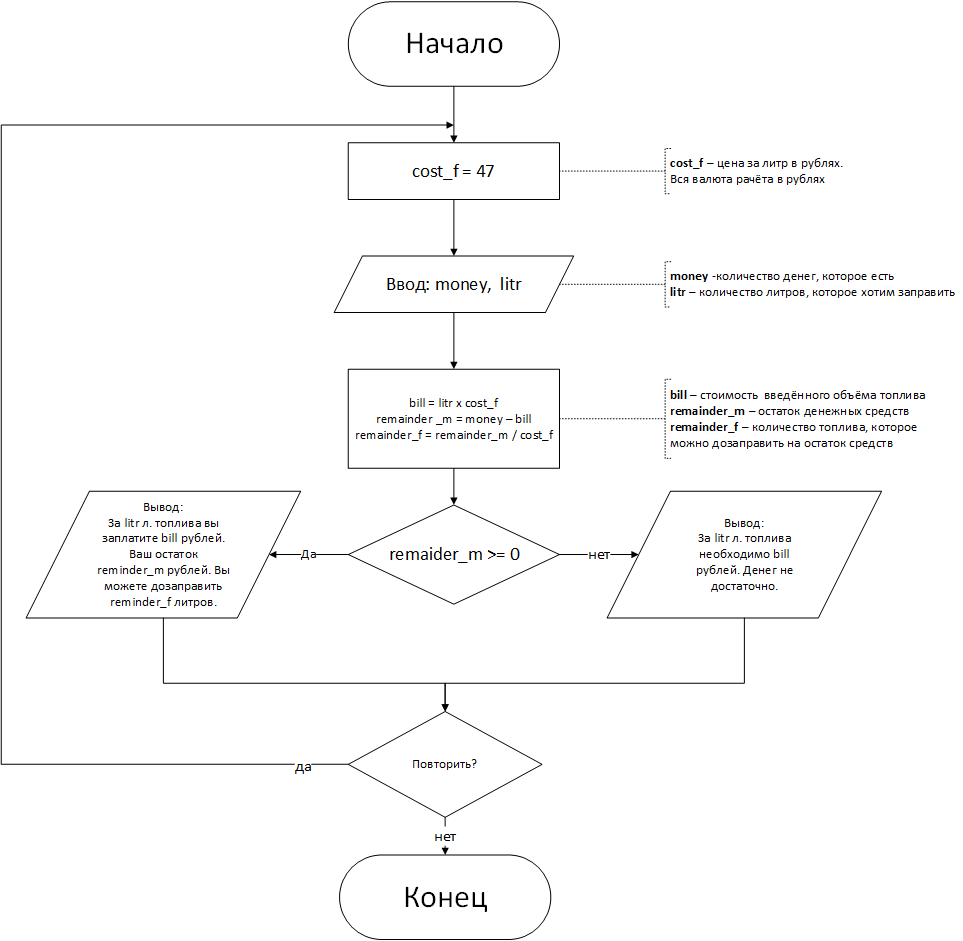 Начало
cost_f = 47
cost_f – цена за литр в рублях.
Вся валюта рачёта в рублях
Ввод: money, litr
money -количество денег, которое есть
litr – количество литров, которое хотим заправить
bill = litr x cost_f
remainder _m = money – bill
remainder_f = remainder_m / cost_f
bill – стоимость введённого объёма топлива
remainder_m – остаток денежных средств
remainder_f – количество топлива, которое
можно дозаправить на остаток средств
Вывод:
За litr л. топлива вы
заплатите bill рублей.
Ваш остаток
reminder_m рублей. Вы
можете дозаправить
reminder_f литров.
Да
remaider_m >= 0
нет
Вывод:
За litr л. топлива
необходимо bill
рублей. Денег не
достаточно.
Повторить?
да
нет
Конец